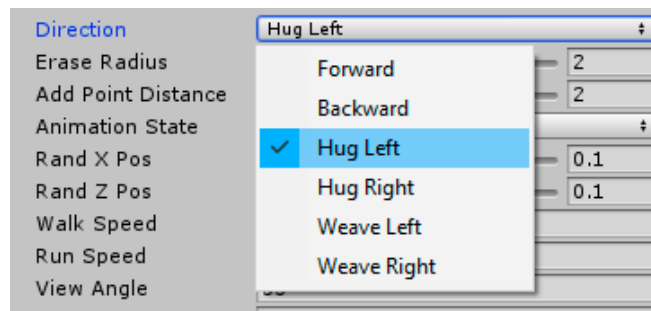 Direction Hug Left
Erase Radius 2
Forward
Add Point Distance 2
Backward
Animation State
Hug Left
Rand X Pos 0.1
Hug Right
Rand Z Pos 0.1
Walk Speed
Weave Left
Run Speed
Weave Right
View Angle